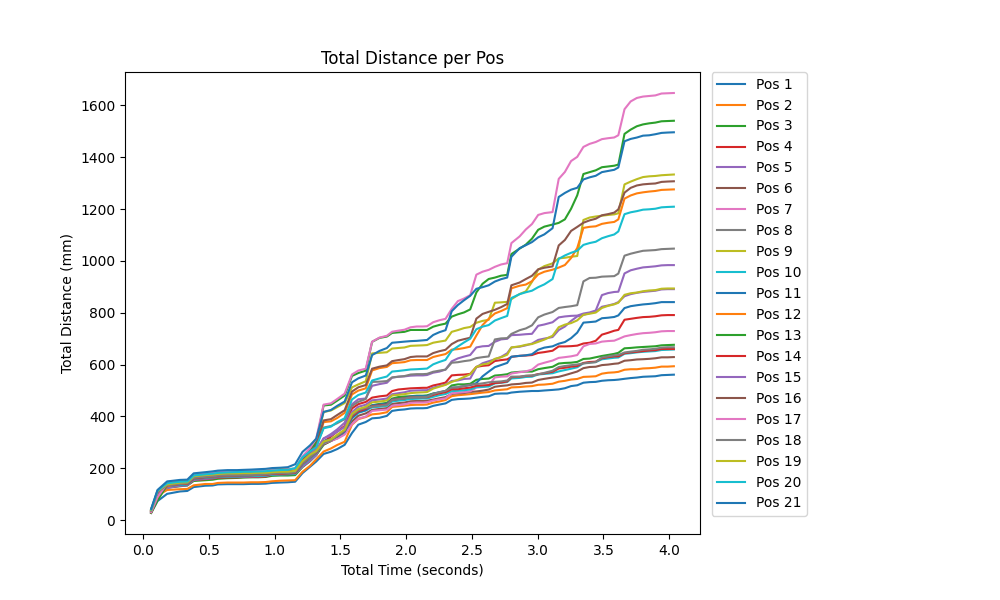 Total Distance per Pos
Total Distance (mm)
1600
1400
1200
1000
800
600
400
200
0
0.0 0.5 1.0 1.5 2.0 2.5 3.0 3.5 4.0
Total Time (seconds)
Pos 1
Pos 2
Pos 3
Pos 4
Pos 5
Pos 6
Pos 7
Pos 8
Pos 9
Pos 10
Pos 11
Pos 12
Pos 13
Pos 14
Pos 15
Pos 16
Pos 17
Pos 18
Pos 19
Pos 20
Pos 21